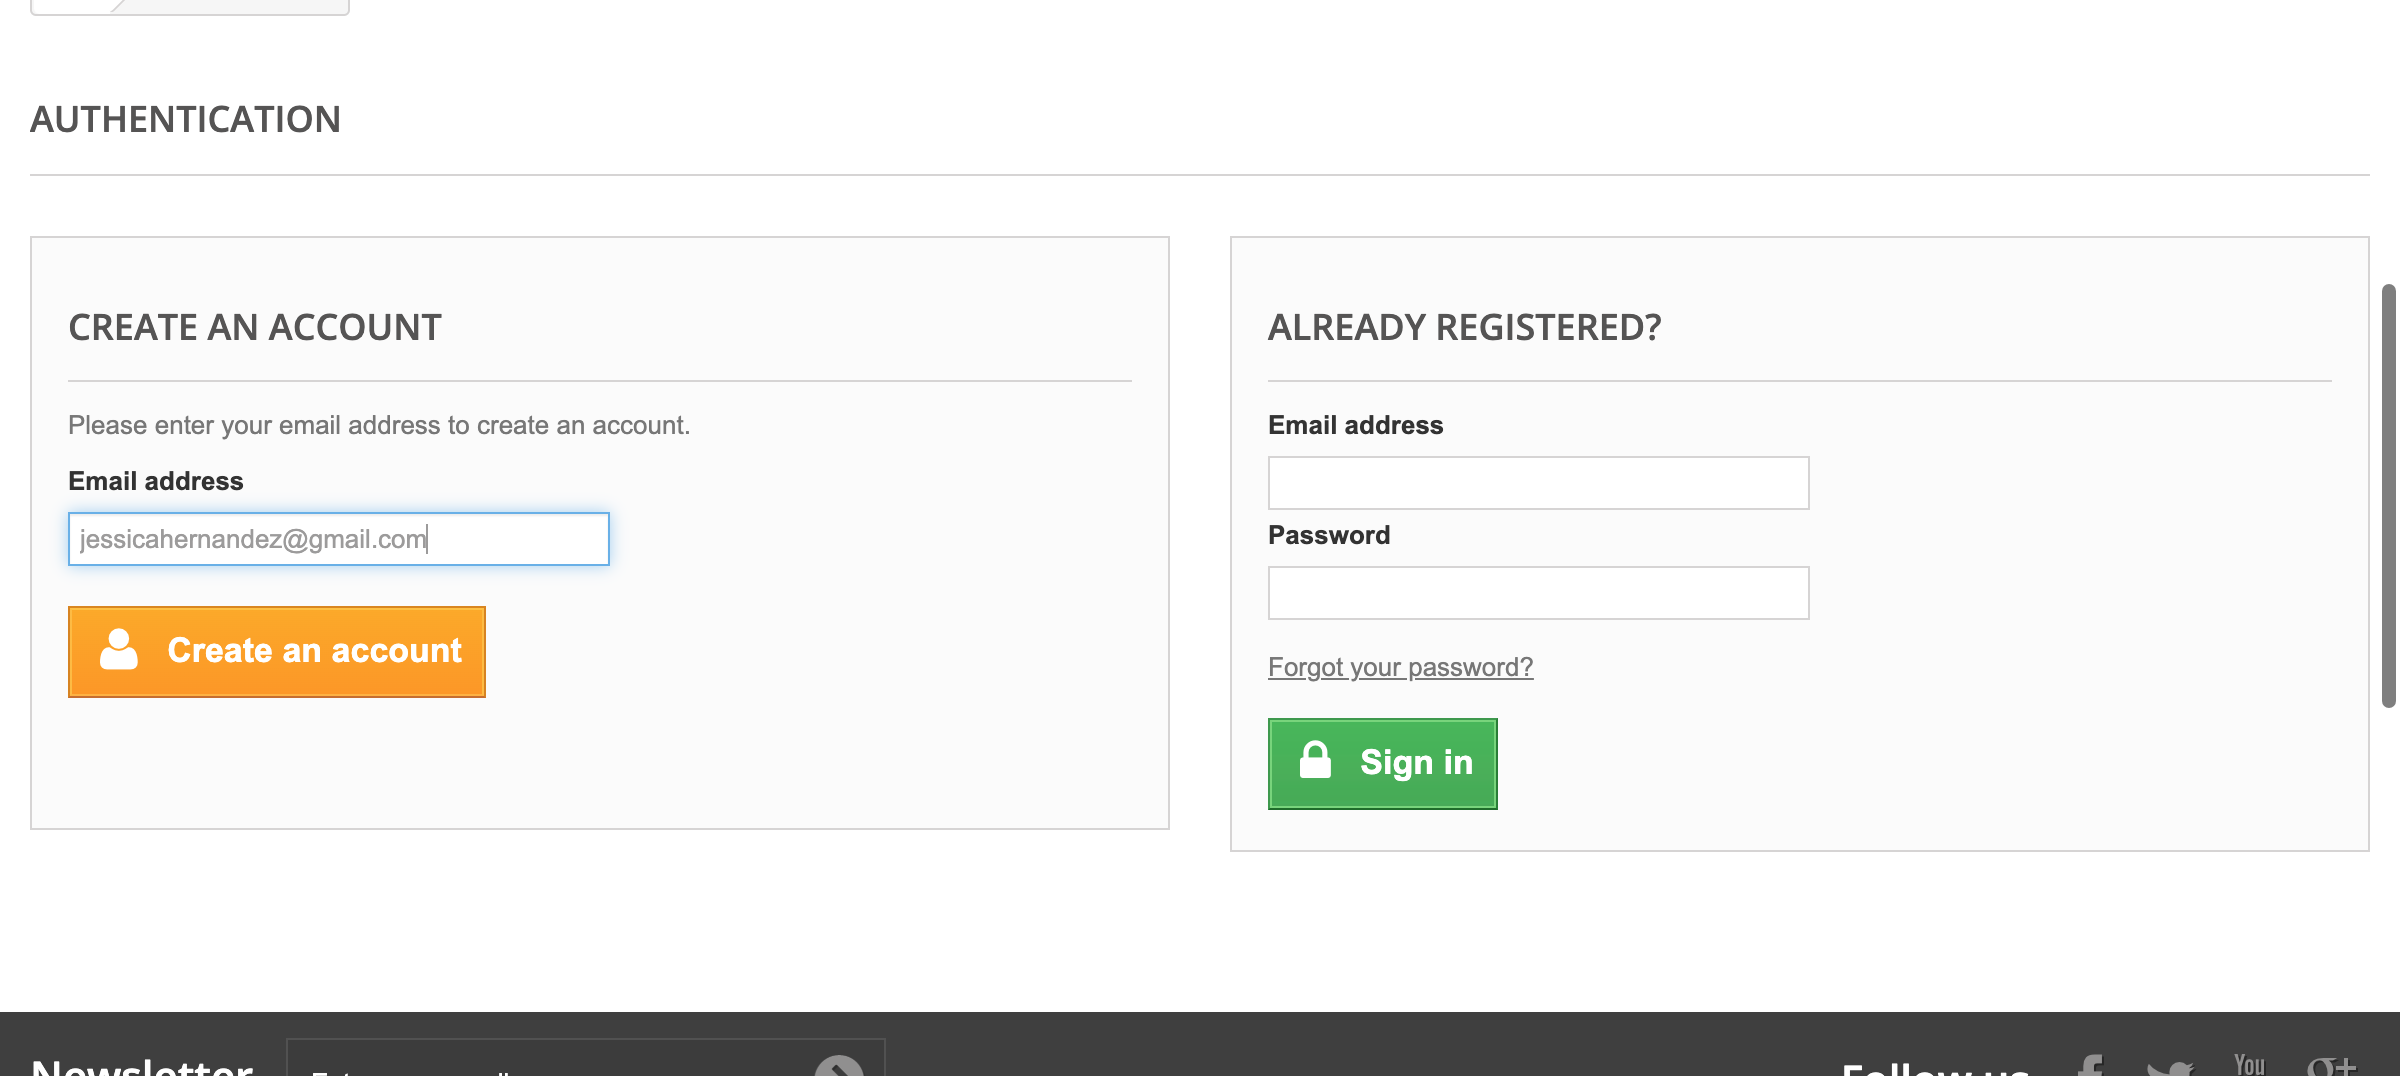 AUTHENTICATION
CREATE AN ACCOUNT
Please enter your email address to create an account.
Email address
jessicahernandez@gmail.com
Create an account
ALREADY REGISTERED?
Email address
Password
Forgot your password?
Sign in
Newsletter
Follow us
You
g+